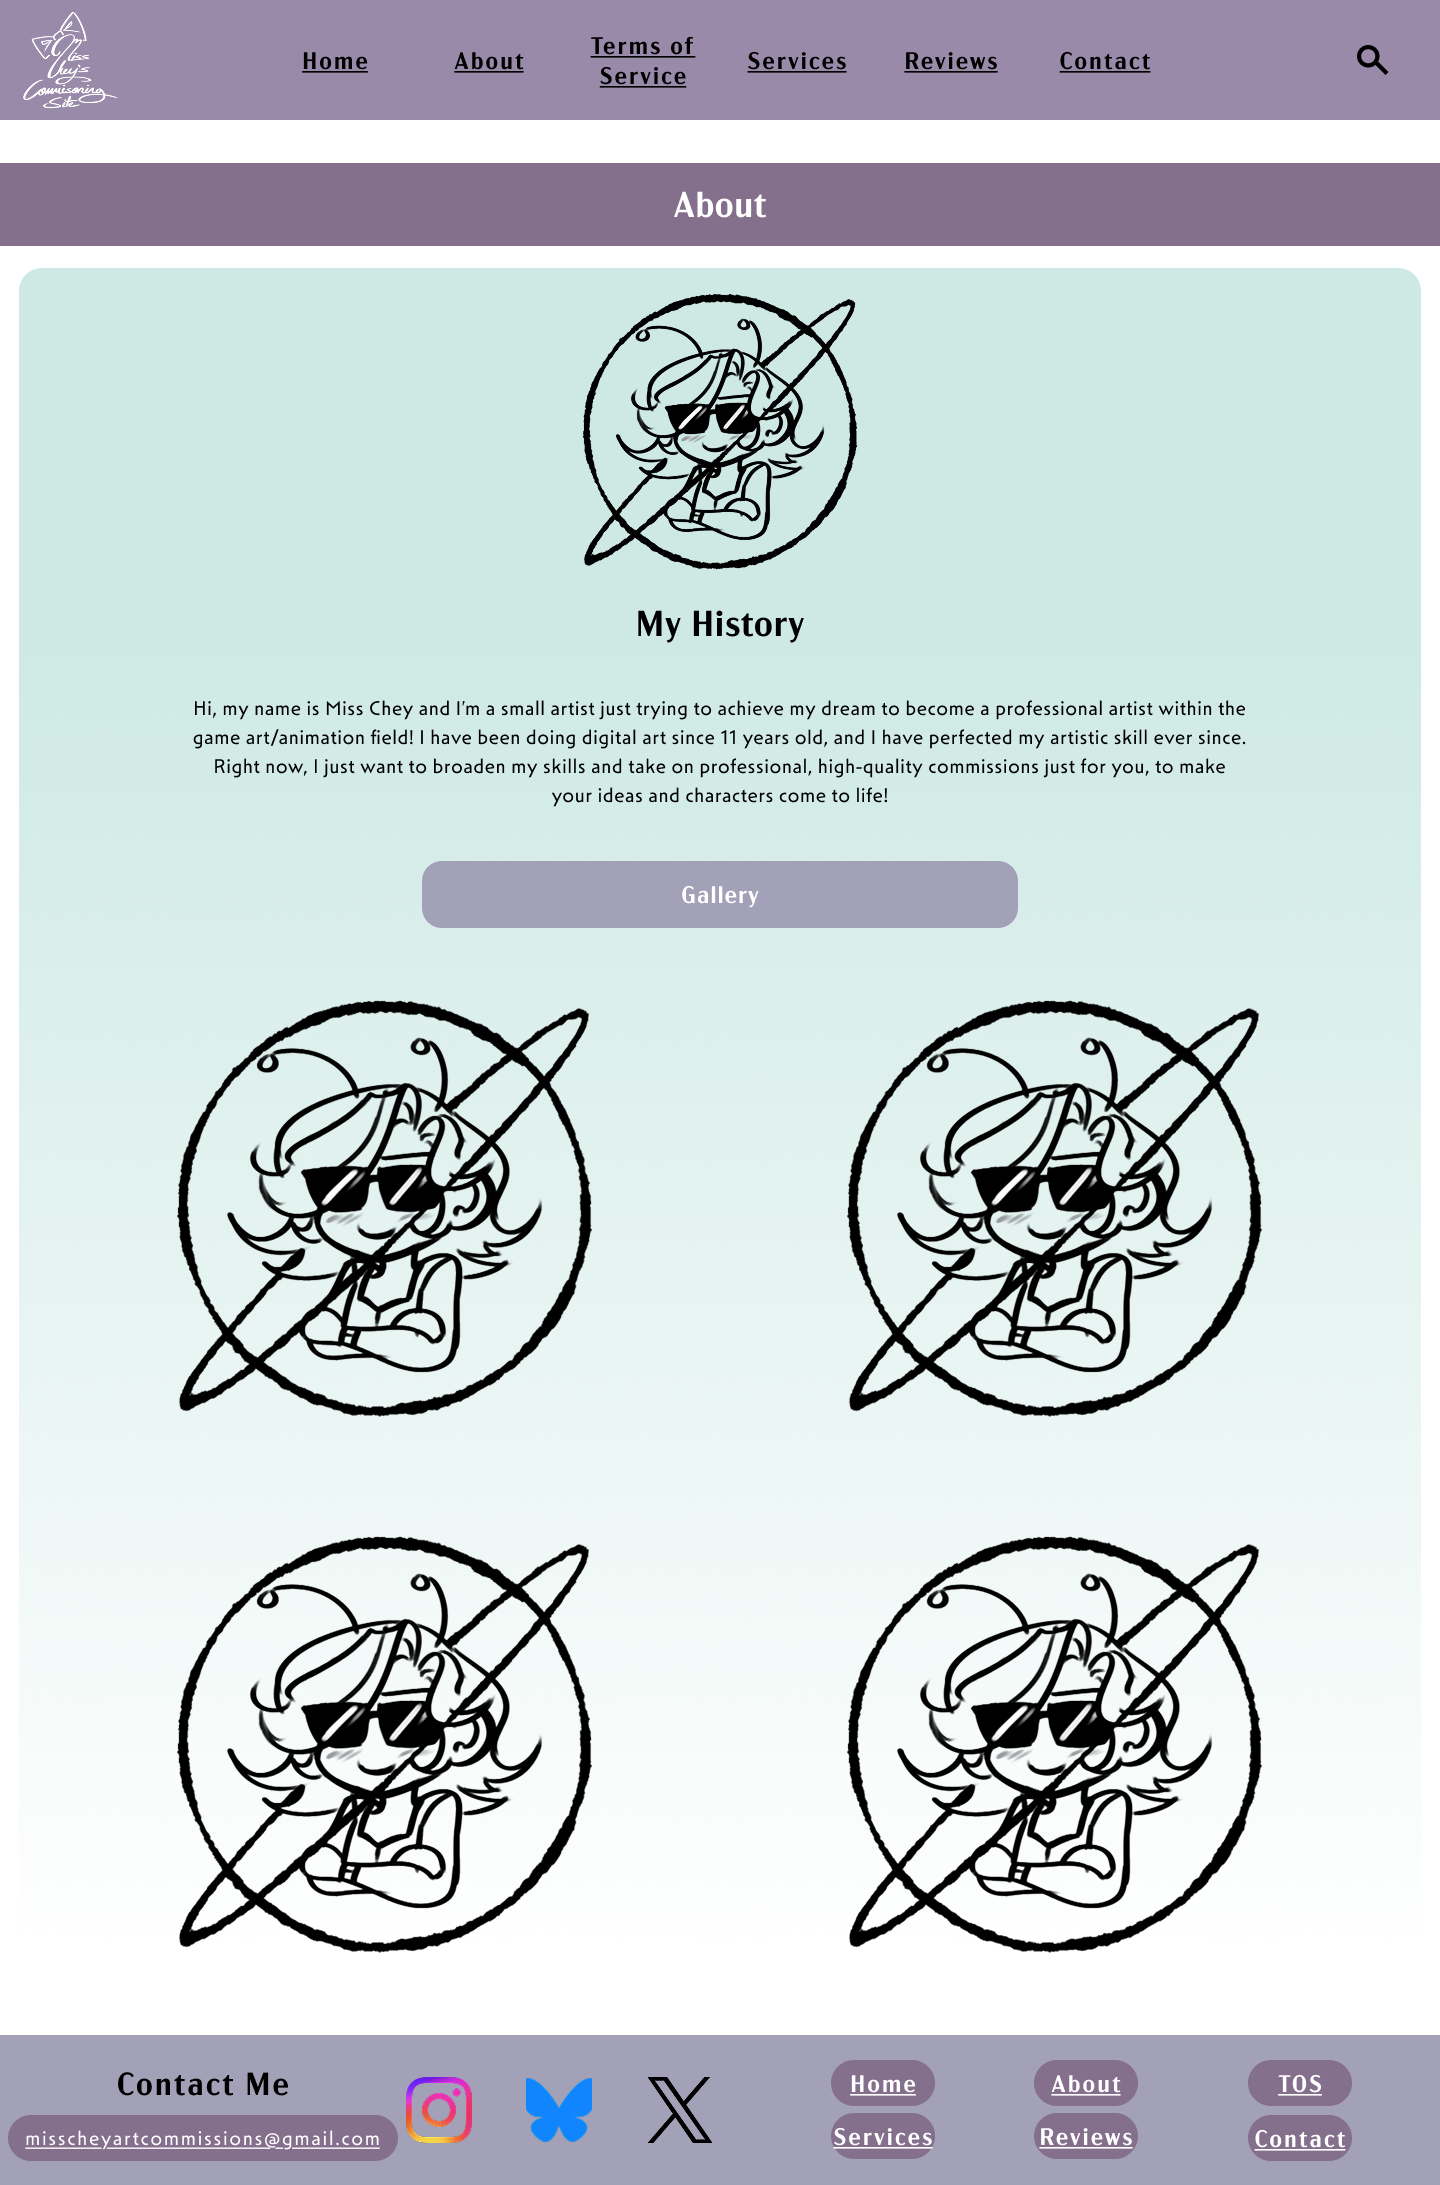 Miss
Chey's
Commissioning
Site
Home
About
Terms of
Service
Services
Reviews
Contact
About
My History
Hi, my name is Miss Chey and I'm a small artist just trying to achieve my dream to become a professional artist within the
game art/animation field! I have been doing digital art since 11 years old, and I have perfected my artistic skill ever since.
Right now, I just want to broaden my skills and take on professional, high-quality commissions just for you, to make
your ideas and characters come to life!
Gallery
Contact Me
misscheyartcommissions@gmail.com
Home
About
TOS
Services
Reviews
Contact